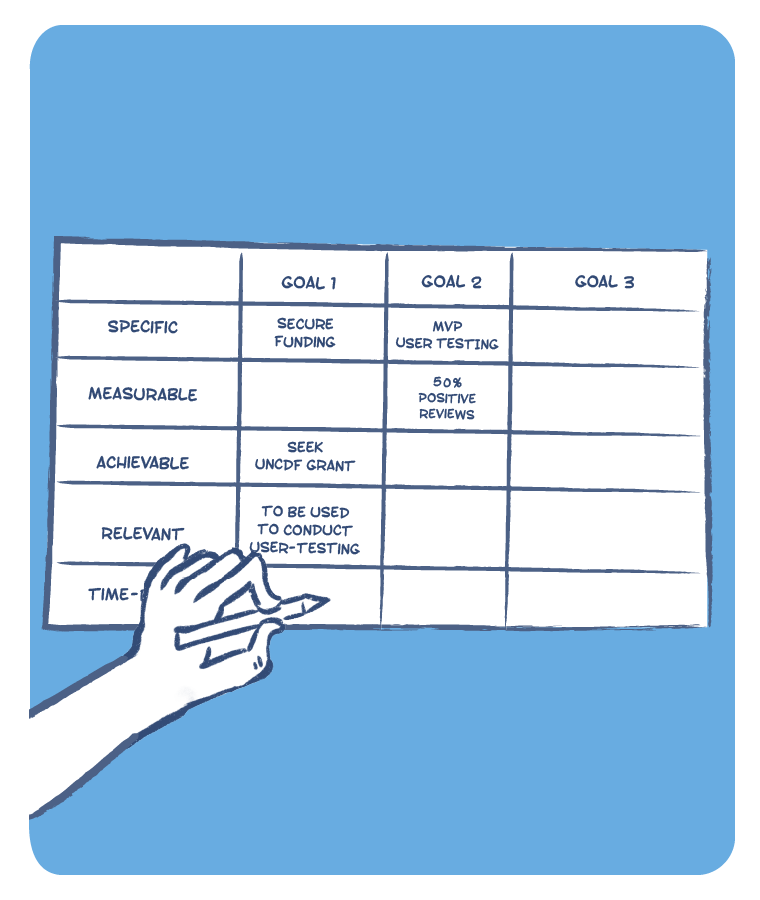 GOAL 1 GOAL 2 GOAL 3
SPECIFIC
SECURE
FUNDING
MVP
USER TESTING
MEASURABLE
50%
POSITIVE
REVIEWS
ACHIEVABLE
SEEK
UNCDF GRANT
RELEVANT
TO BE USED
TO CONDUCT
USER-TESTING
TIME-